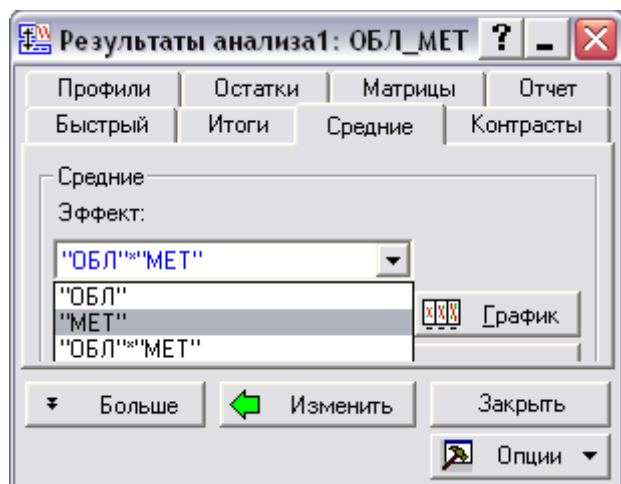 Результаты анализа1: ОБЛ_МЕТ ?
Профили Остатки Матрицы Отчет
Быстрый Итоги Средние Контрасты
Средние
Эффект:
"ОБЛ"*"МЕТ"
"ОБЛ"
"МЕТ"
График
"ОБЛ"*"МЕТ"
Больше Изменить Закрыть
Опции